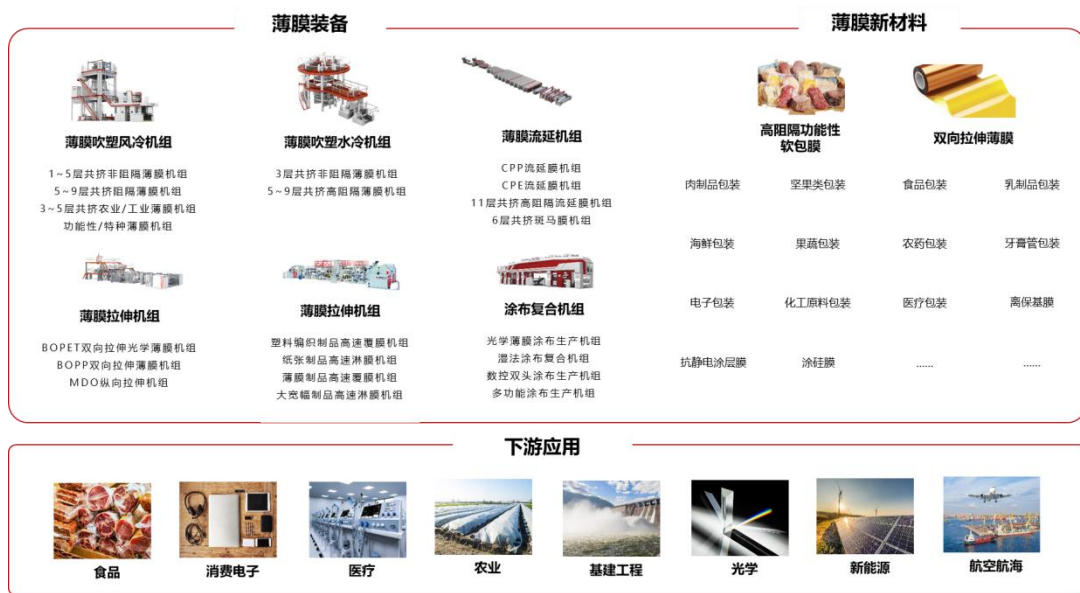 薄膜装备
薄膜新材料
薄膜吹塑风冷机组
1~5层共挤非阻隔薄膜机组
5~9层共挤阻隔薄膜机组
3~5层共挤农业/工业薄膜机组
功能性/特种薄膜机组
薄膜吹塑水冷机组
3层共挤非阻隔薄膜机组
5~9层共挤高阻隔薄膜机组
薄膜流延机组
CPP流延膜机组
CPE流延膜机组
11层共挤高阻隔流延膜机组
6层共挤斑马膜机组
薄膜拉伸机组
BOPET双向拉伸光学薄膜机组
BOPP双向拉伸薄膜机组
MDO纵向拉伸机组
薄膜拉伸机组
塑料编织制品高速覆膜机组
纸张制品高速淋膜机组
薄膜制品高速覆膜机组
大宽幅制品高速淋膜机组
涂布复合机组
光学薄膜涂布生产机组
湿法涂布复合机组
数控双头涂布生产机组
多功能涂布生产机组
高阻隔功能性
软包膜
双向拉伸薄膜
肉制品包装 坚果类包装 食品包装 乳制品包装
海鲜包装 果蔬包装 农药包装 牙膏管包装
电子包装 化工原料包装 医疗包装 离保基膜
抗静电涂层膜 涂硅膜 …… ……
下游应用
食品 消费电子 医疗 农业 基建工程 光学 新能源 航空航海